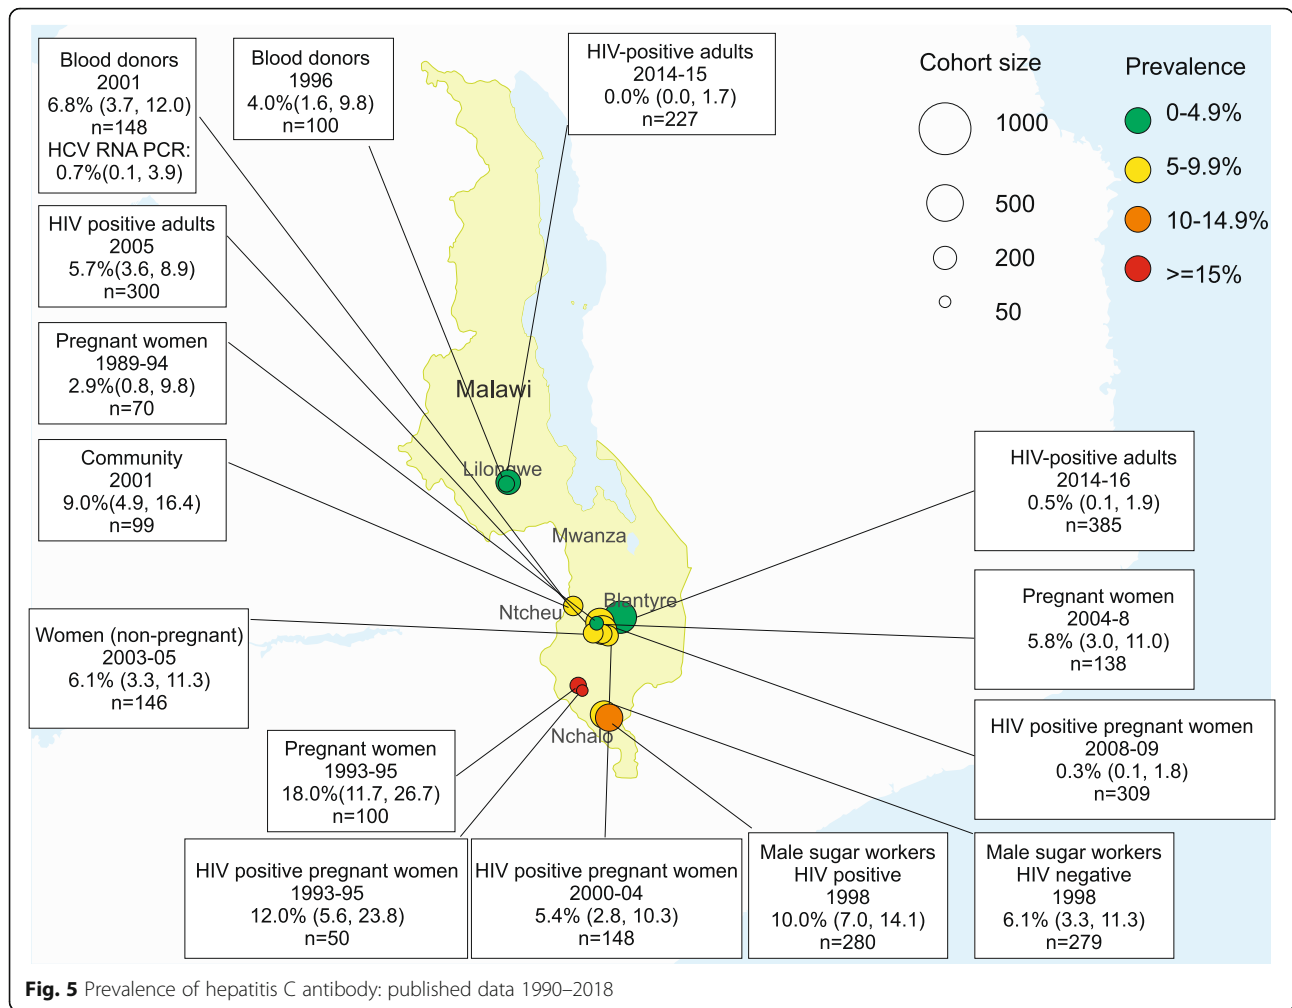 Blood donors
2001
6.8% (3.7, 12.0)
n=148
HCV RNA PCR:
0.7%(0.1, 3.9)
Blood donors
1996
4.0%(1.6, 9.8)
n=100
HIV-positive adults
2014-15
0.0% (0.0, 1.7)
n=227
Cohort size
1000
500
200
50
Prevalence
0-4.9%
5-9.9%
10-14.9%
>=15%
HIV positive adults
2005
5.7%(3.6, 8.9)
n=300
Pregnant women
1989-94
2.9%(0.8, 9.8)
n=70
Community
2001
9.0%(4.9, 16.4)
n=99
Malawi
Lilongwe
Mwanza
Ntcheu
Blantyre
Nchalo
HIV-positive adults
2014-16
0.5% (0.1, 1.9)
n=385
Pregnant women
2004-8
5.8% (3.0, 11.0)
n=138
Women (non-pregnant)
2003-05
6.1% (3.3, 11.3)
n=146
HIV positive pregnant women
2008-09
0.3% (0.1, 1.8)
n=309
Pregnant women
1993-95
18.0%(11.7, 26.7)
n=100
HIV positive pregnant women
1993-95
12.0% (5.6, 23.8)
n=50
HIV positive pregnant women
2000-04
5.4% (2.8, 10.3)
n=148
Male sugar workers
HIV positive
1998
10.0% (7.0, 14.1)
n=280
Male sugar workers
HIV negative
1998
6.1% (3.3, 11.3)
n=279
Fig. 5 Prevalence of hepatitis C antibody: published data 1990–2018